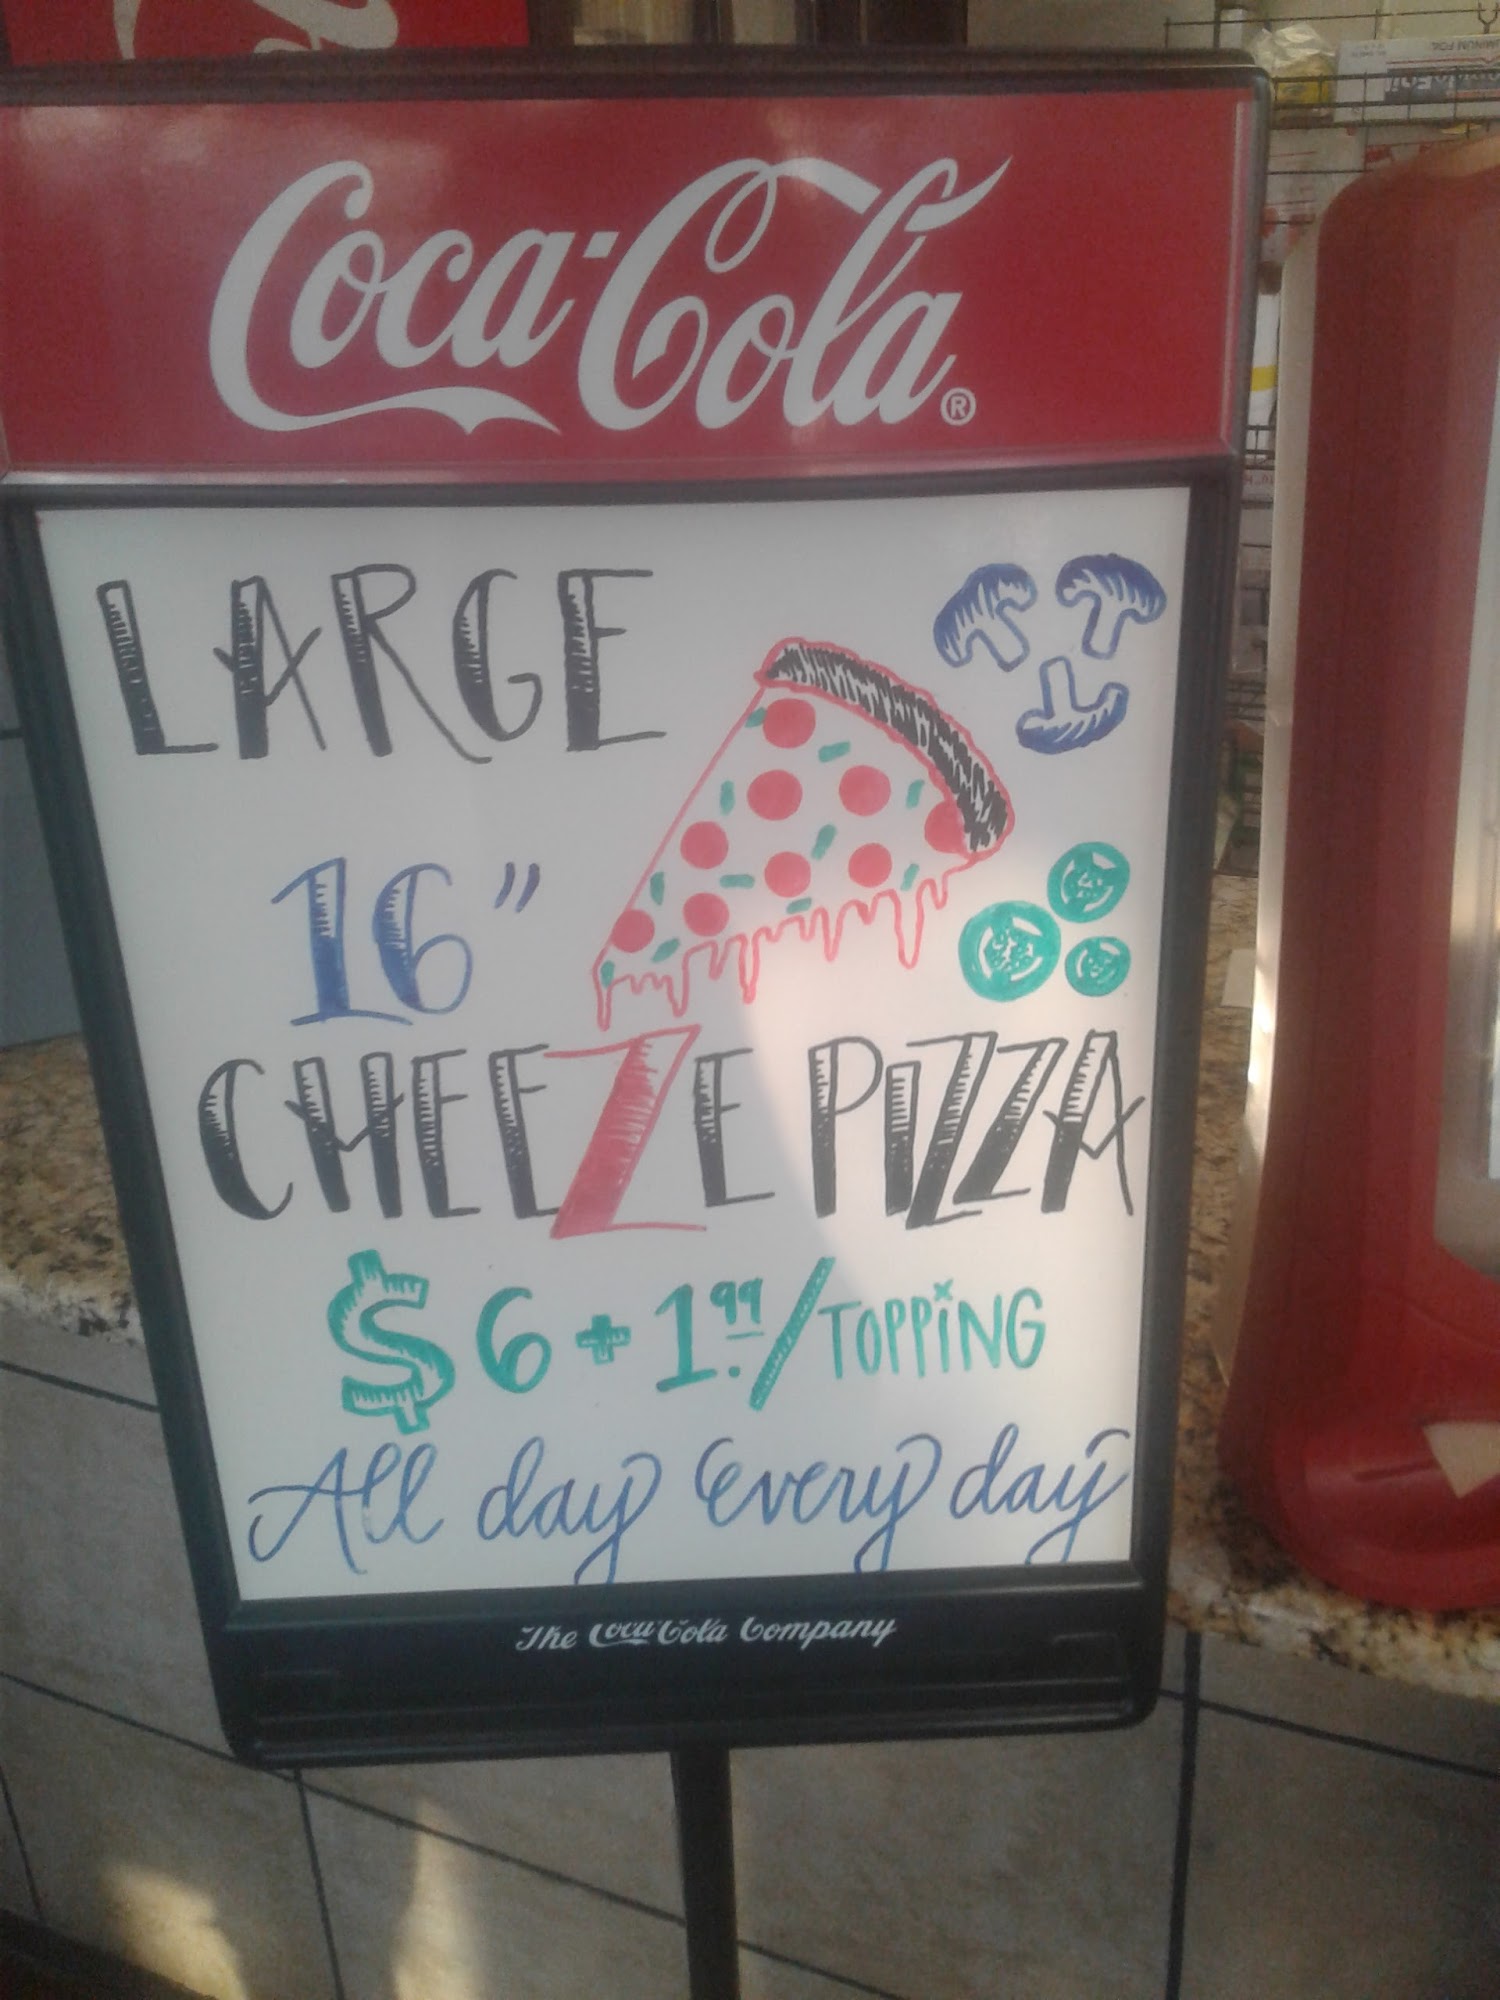 Coca-Cola®
LARGE
16"
CHEEZE PIZZA
$6 + 1.99/TOPPING
All day every day
The Coca-Cola Company